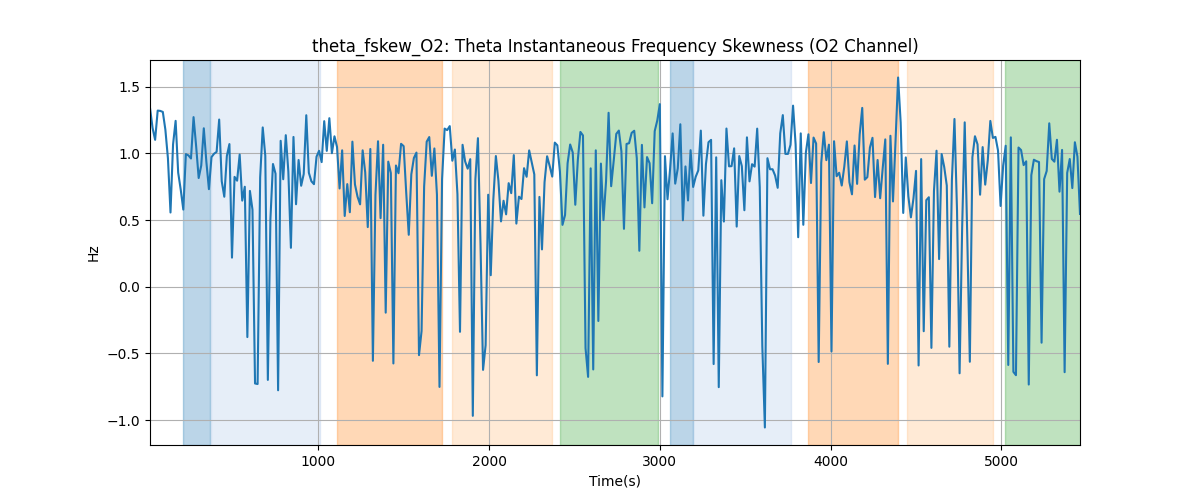 theta_fskew_O2: Theta Instantaneous Frequency Skewness (O2 Channel)
1.5
1.0
0.5
0.0
−0.5
−1.0
Hz
1000 2000 3000 4000 5000
Time(s)